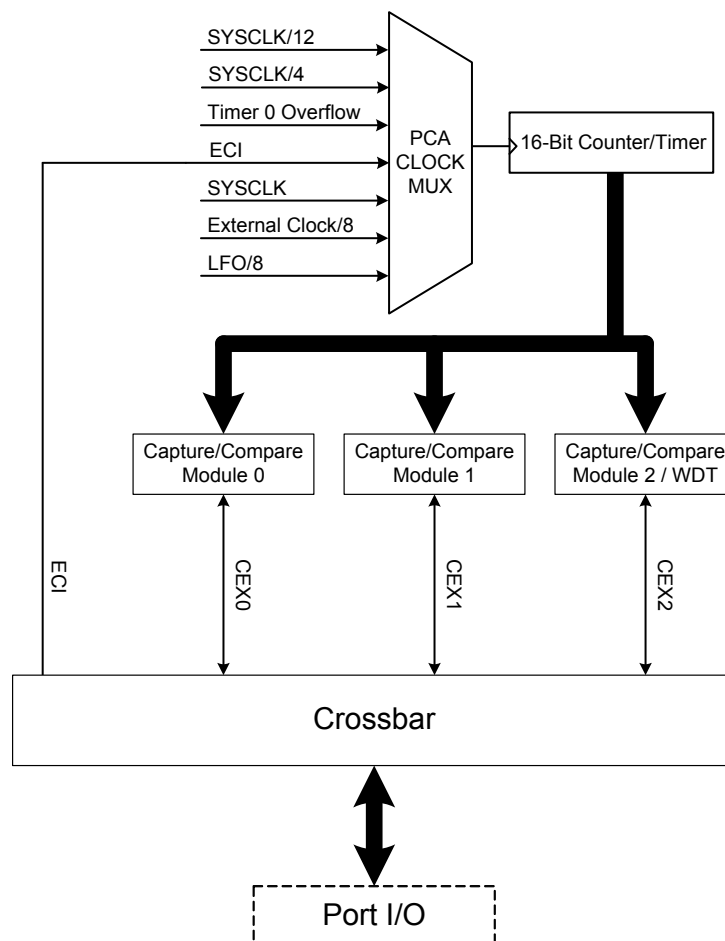 SYSCLK/12
SYSCLK/4
Timer 0 Overflow
ECI
SYSCLK
External Clock/8
LFO/8
PCA
CLOCK
MUX
16-Bit Counter/Timer
Capture/Compare
Module 0
Capture/Compare
Module 1
Capture/Compare
Module 2 / WDT
ECI
CEX0
CEX1
CEX2
Crossbar
Port I/O